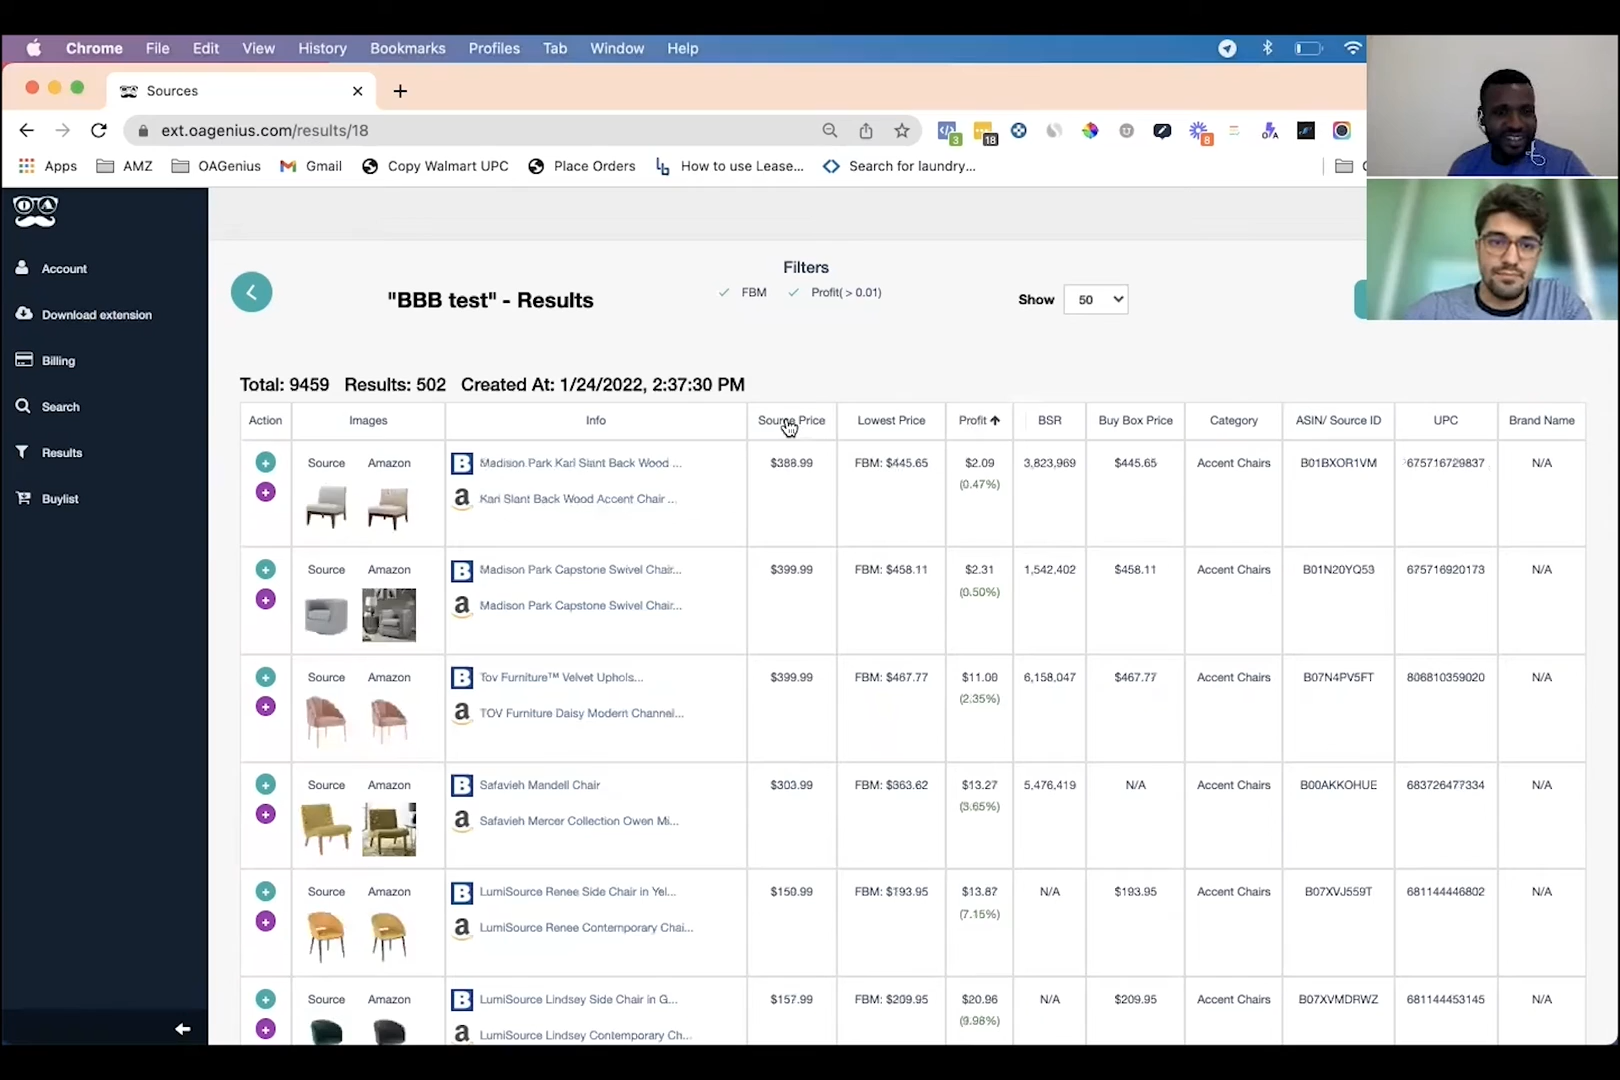 Chrome File Edit View History Bookmarks Profiles Tab Window Help
Sources
ext.oagenius.com/results/18
3 18 8
Apps AMZ OAGenius Gmail Copy Walmart UPC Place Orders How to use Lease... Search for laundry...
OA
Account
Download extension
Billing
Search
Results
Buylist
Filters
"BBB test" - Results
FBM Profit( > 0.01)
Show 50
Total: 9459 Results: 502 Created At: 1/24/2022, 2:37:30 PM
Action Images Info Source Price Lowest Price Profit BSR Buy Box Price Category ASIN/ Source ID UPC Brand Name
Source Amazon B Madison Park Kari Slant Back Wood ... $388.99 FBM: $445.65 $2.09 3,823,969 $445.65 Accent Chairs B01BXOR1VM 675716729837 N/A
(0.47%)
a Kari Slant Back Wood Accent Chair ...
Source Amazon B Madison Park Capstone Swivel Chair... $399.99 FBM: $458.11 $2.31 1,542,402 $458.11 Accent Chairs B01N20YQ53 675716920173 N/A
(0.50%)
a Madison Park Capstone Swivel Chair...
Source Amazon B Tov Furniture™ Velvet Uphols... $399.99 FBM: $467.77 $11.00 6,158,047 $467.77 Accent Chairs B07N4PV5FT 806810359020 N/A
(2.35%)
a TOV Furniture Daisy Modern Channel...
Source Amazon B Safavieh Mandell Chair $303.99 FBM: $363.62 $13.27 5,476,419 N/A Accent Chairs B00AKKOHUE 683726477334 N/A
(3.65%)
a Safavieh Mercer Collection Owen Mi...
Source Amazon B LumiSource Renee Side Chair in Yel... $150.99 FBM: $193.95 $13.87 N/A $193.95 Accent Chairs B07XVJ559T 681144446802 N/A
(7.15%)
a LumiSource Renee Contemporary Chai...
Source Amazon B LumiSource Lindsey Side Chair in G... $157.99 FBM: $209.95 $20.96 N/A $209.95 Accent Chairs B07XVMDRWZ 681144453145 N/A
(9.98%)
a LumiSource Lindsey Contemporary Ch...